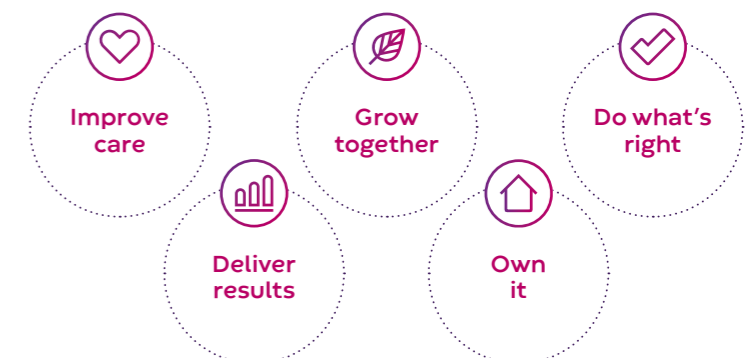 Improve
care
Grow
together
Do what's
right
Deliver
results
Own
it